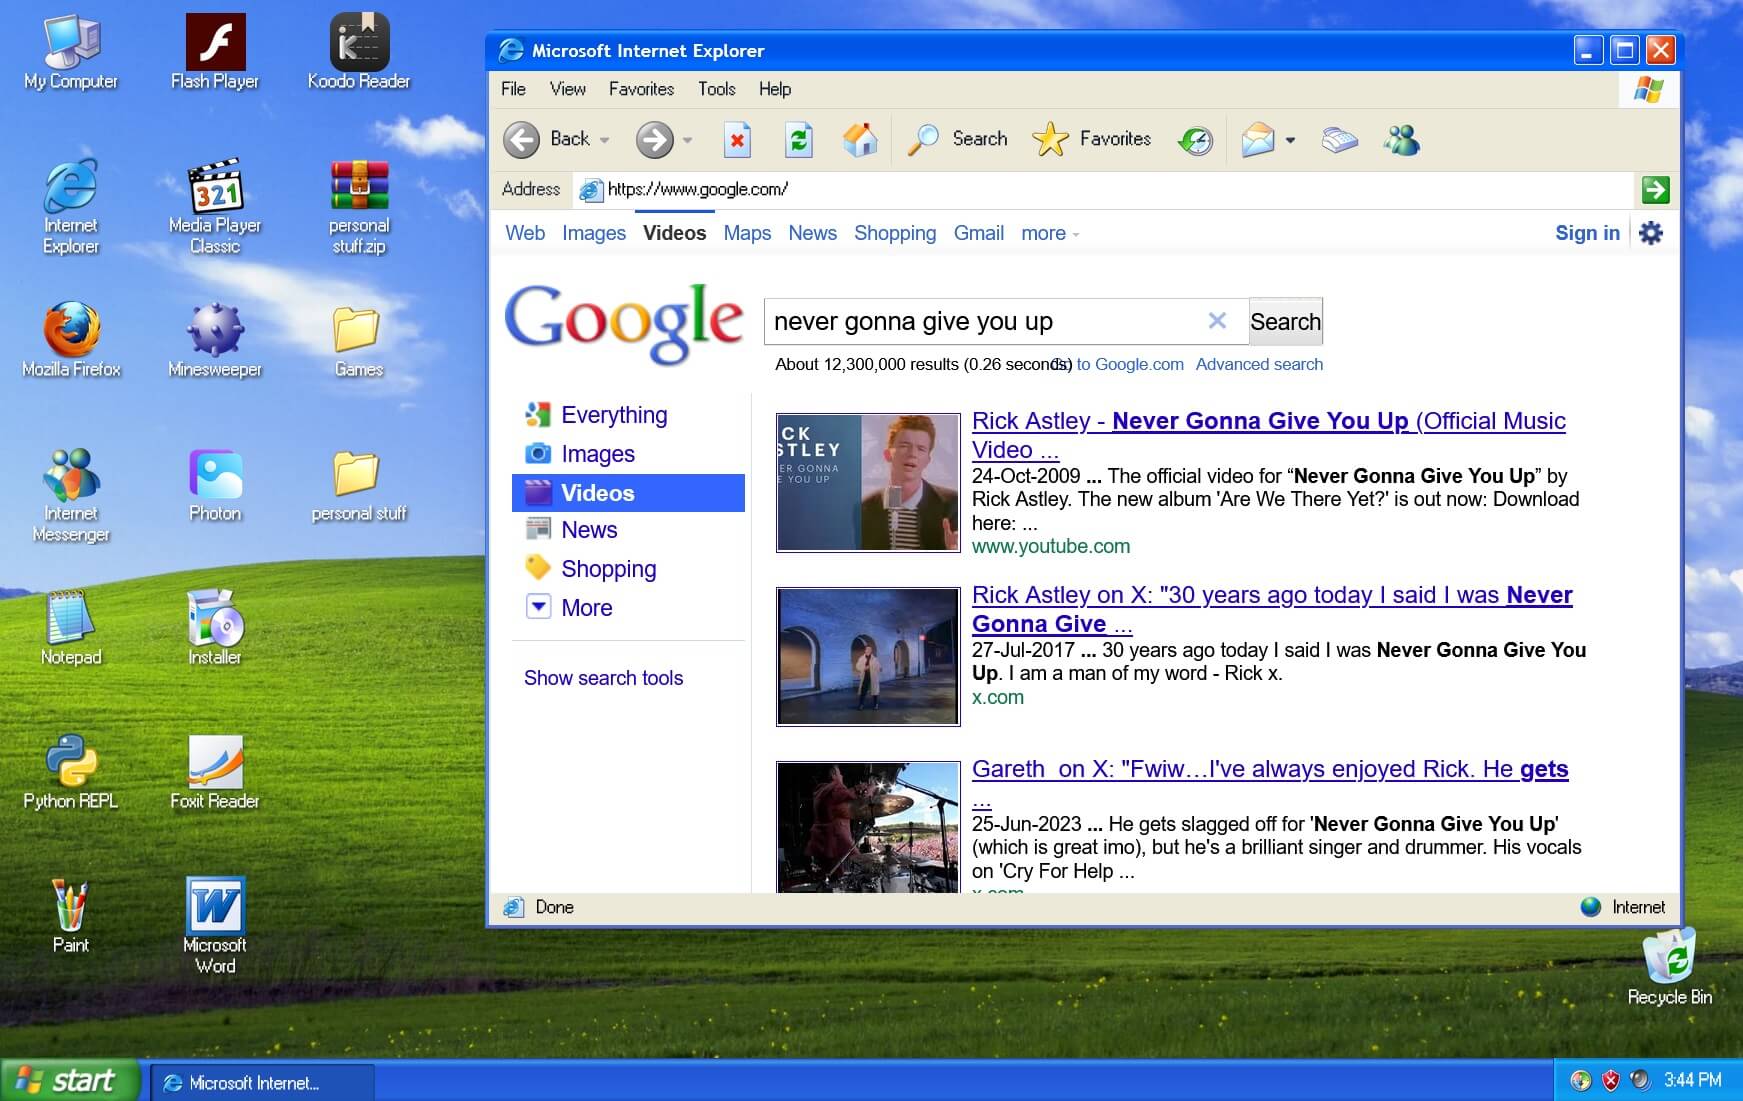 My Computer
Flash Player
Koodo Reader
Internet
Explorer
321
Media Player
Classic
personal
stuff.zip
Mozilla Firefox
Minesweeper
Games
Internet
Messenger
Photon
personal stuff
Notepad
Installer
Python REPL
Foxit Reader
Paint
W
Microsoft
Word
Microsoft Internet Explorer
File View Favorites Tools Help
Back Search Favorites
Address https://www.google.com/
Web Images Videos Maps News Shopping Gmail more Sign in
Google
never gonna give you up
Search
About 12,300,000 results (0.26 seconds) to Google.com Advanced search
Everything
Images
Videos
News
Shopping
More
Show search tools
CK
STLEY
ER GONNA
E YOU UP
Rick Astley - Never Gonna Give You Up (Official Music
Video ...
24-Oct-2009 ... The official video for “Never Gonna Give You Up” by
Rick Astley. The new album 'Are We There Yet?' is out now: Download
here: ...
www.youtube.com
Rick Astley on X: "30 years ago today I said I was Never
Gonna Give ...
27-Jul-2017 ... 30 years ago today I said I was Never Gonna Give You
Up. I am a man of my word - Rick x.
x.com
Gareth on X: "Fwiw…I've always enjoyed Rick. He gets
...
25-Jun-2023 ... He gets slagged off for 'Never Gonna Give You Up'
(which is great imo), but he's a brilliant singer and drummer. His vocals
on 'Cry For Help ...
x.com
Done
Internet
Recycle Bin
start
Microsoft Internet...
3:44 PM